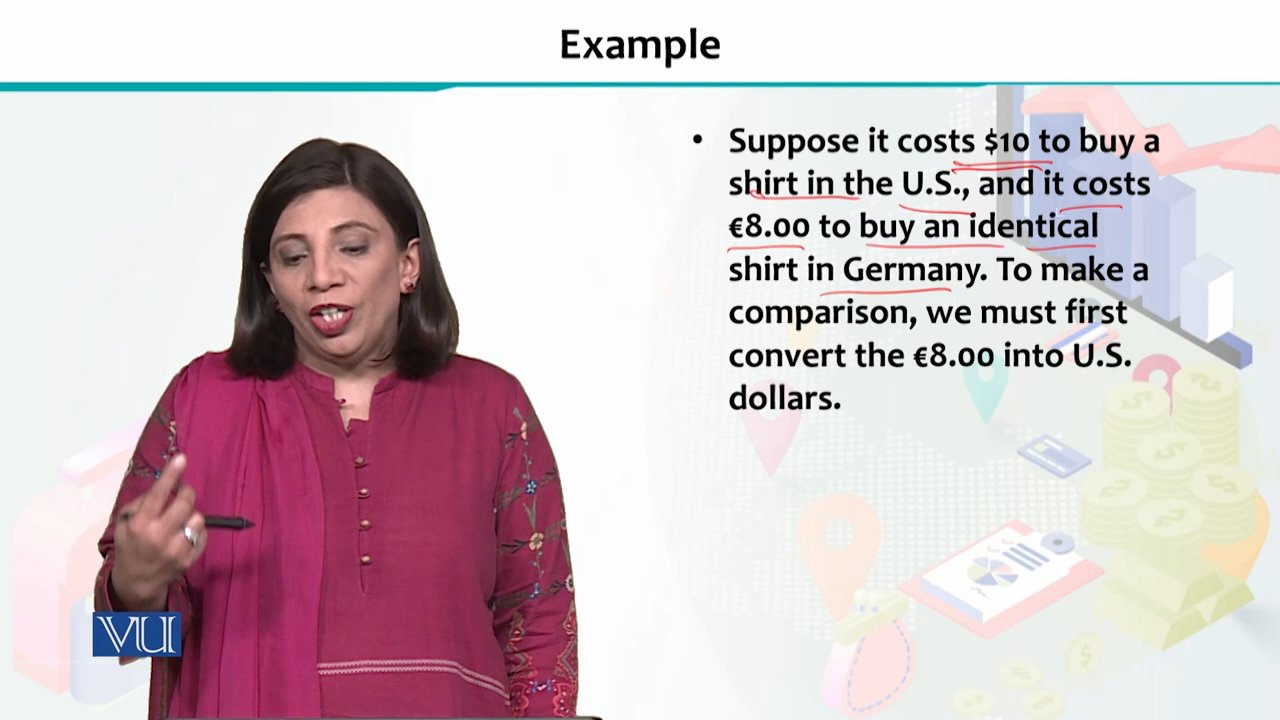 Example
• Suppose it costs $10 to buy a
shirt in the U.S., and it costs
€8.00 to buy an identical
shirt in Germany. To make a
comparison, we must first
convert the €8.00 into U.S.
dollars.
VU